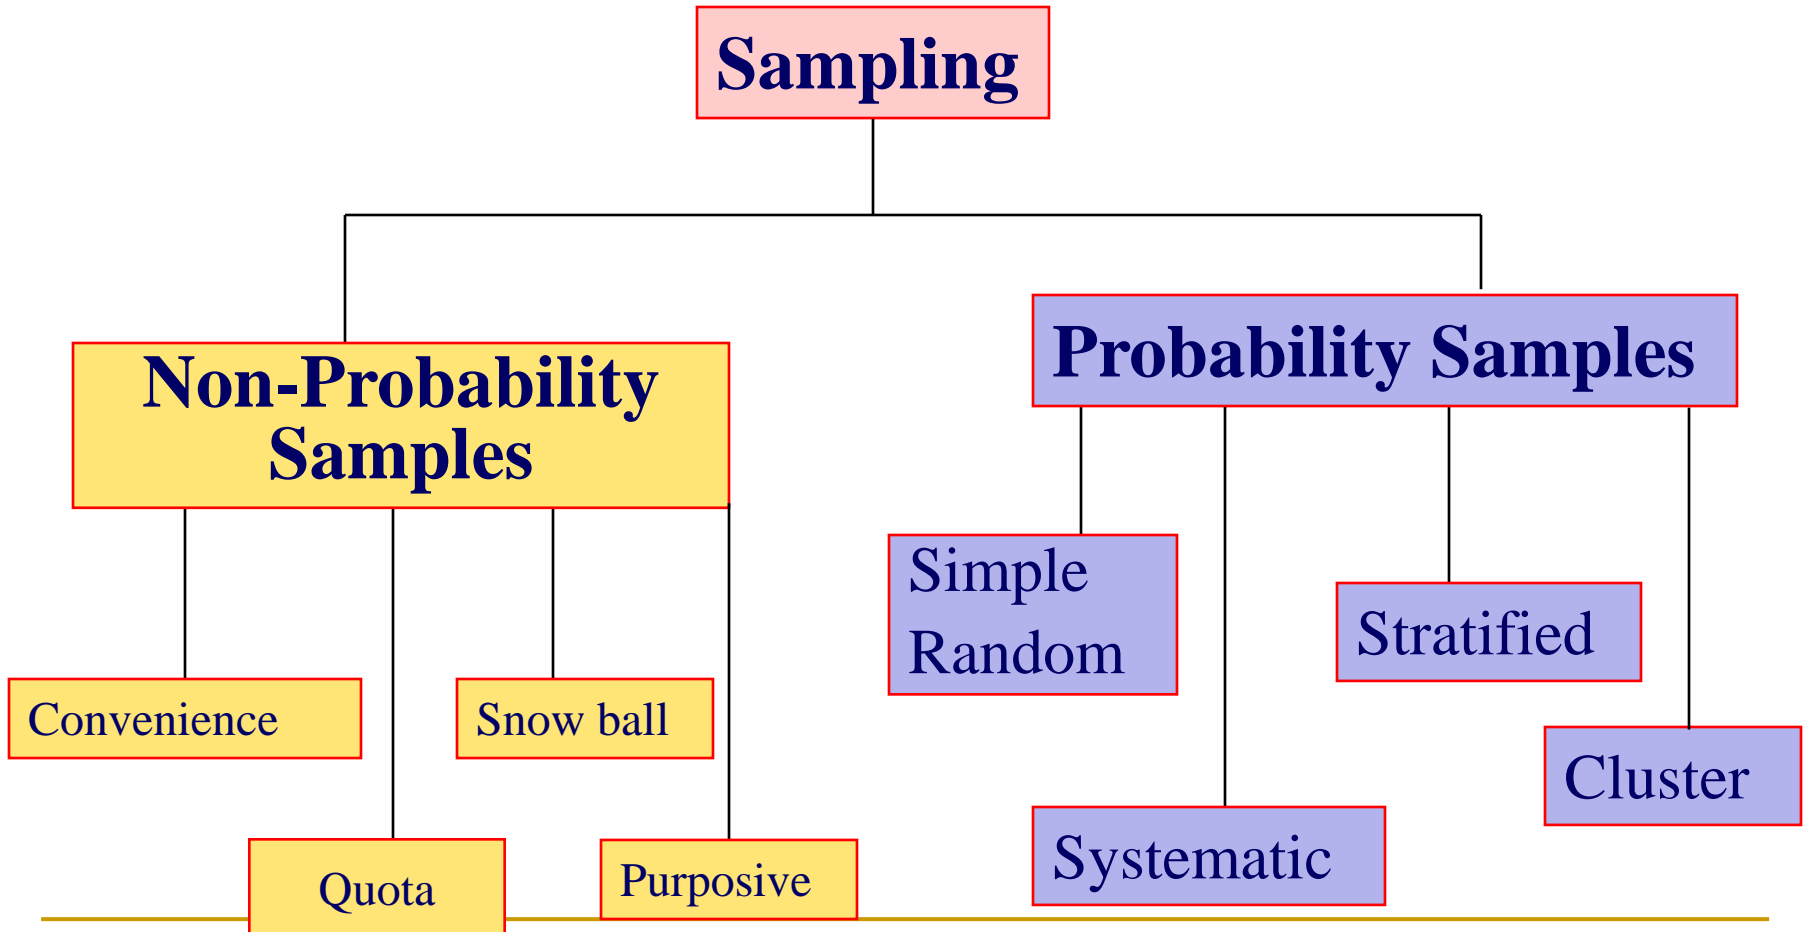 Sampling
Non-Probability
Samples
Probability Samples
Convenience
Quota
Snow ball
Purposive
Simple
Random
Systematic
Stratified
Cluster